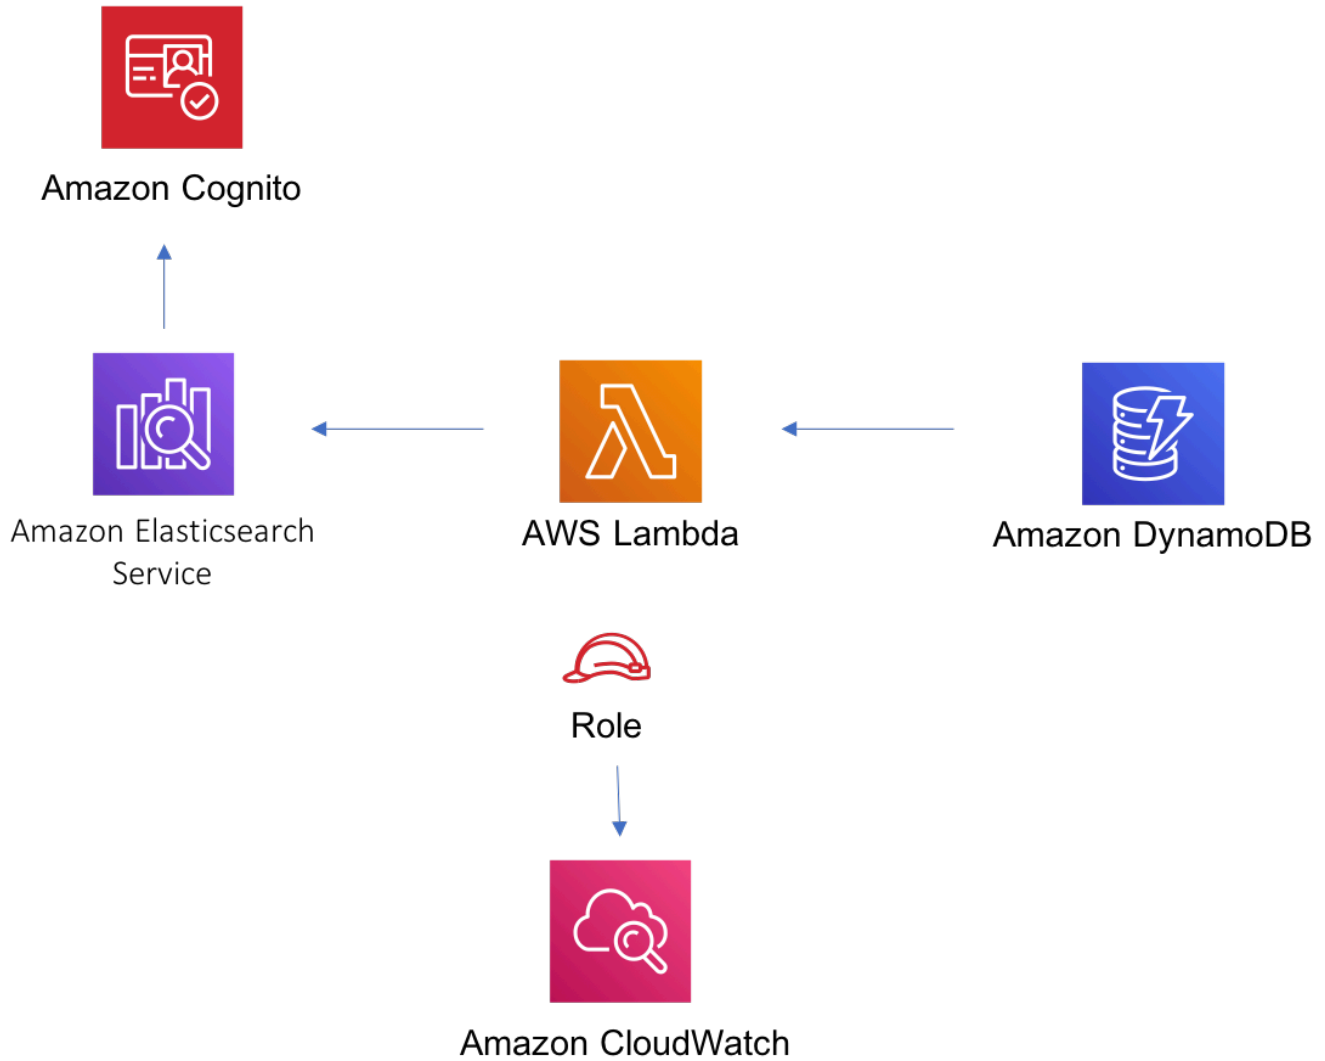 Amazon Cognito
Amazon Elasticsearch
Service
AWS Lambda
Amazon DynamoDB
Role
Amazon CloudWatch